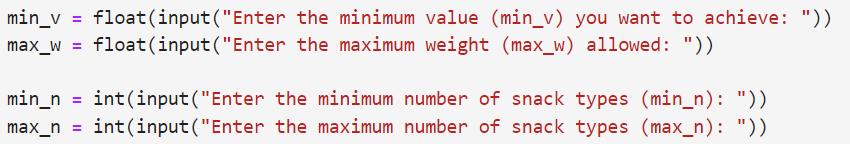 min_v = float(input("Enter the minimum value (min_v) you want to achieve: "))
max_w = float(input("Enter the maximum weight (max_w) allowed: "))
min_n = int(input("Enter the minimum number of snack types (min_n): "))
max_n = int(input("Enter the maximum number of snack types (max_n): "))